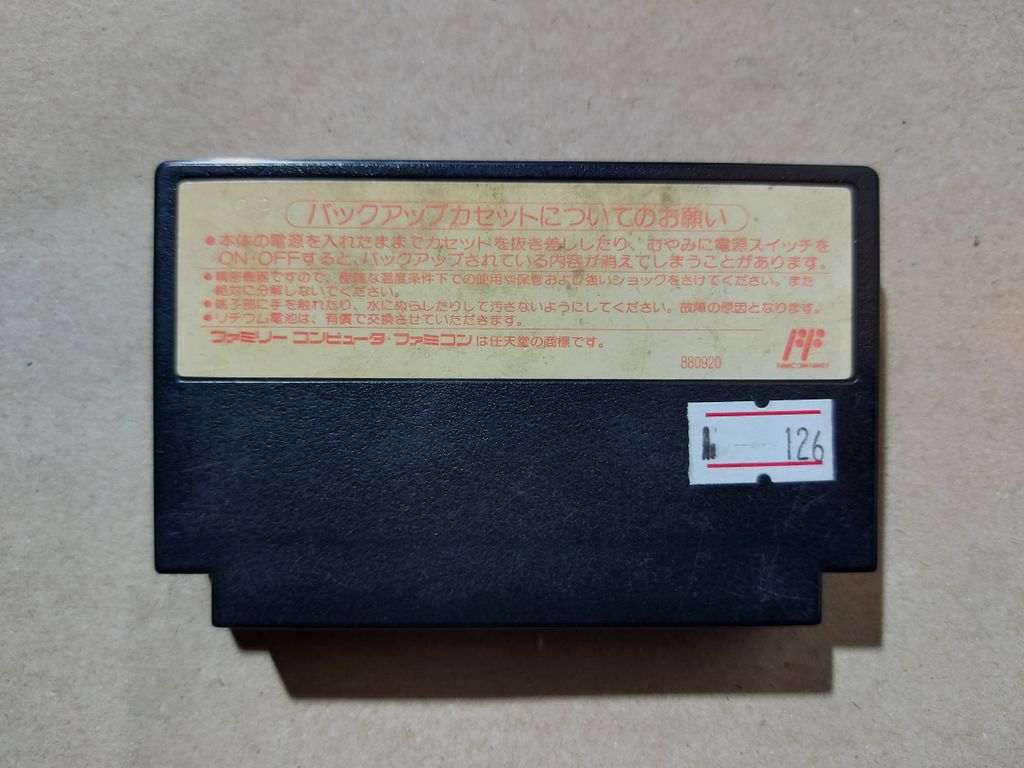 バックアップカセットについてのお願い
●本体の電源を入れたままでカセットを抜き差ししたり、むやみに電源スイッチを
ON・OFFすると、バックアップされている内容が消えてしまうことがあります。
●精密機器ですので、極端な温度条件下での使用や保管および強いショックをさけてください。また
絶対に分解しないでください。
●端子部に手を触れたり、水にぬらしたりして汚さないようにしてください。故障の原因となります。
●リチウム電池は、有償で交換させていただきます。
ファミリーコンピュータ・ファミコンは任天堂の商標です。
880920
FF
FAMICOM FAMILY
126